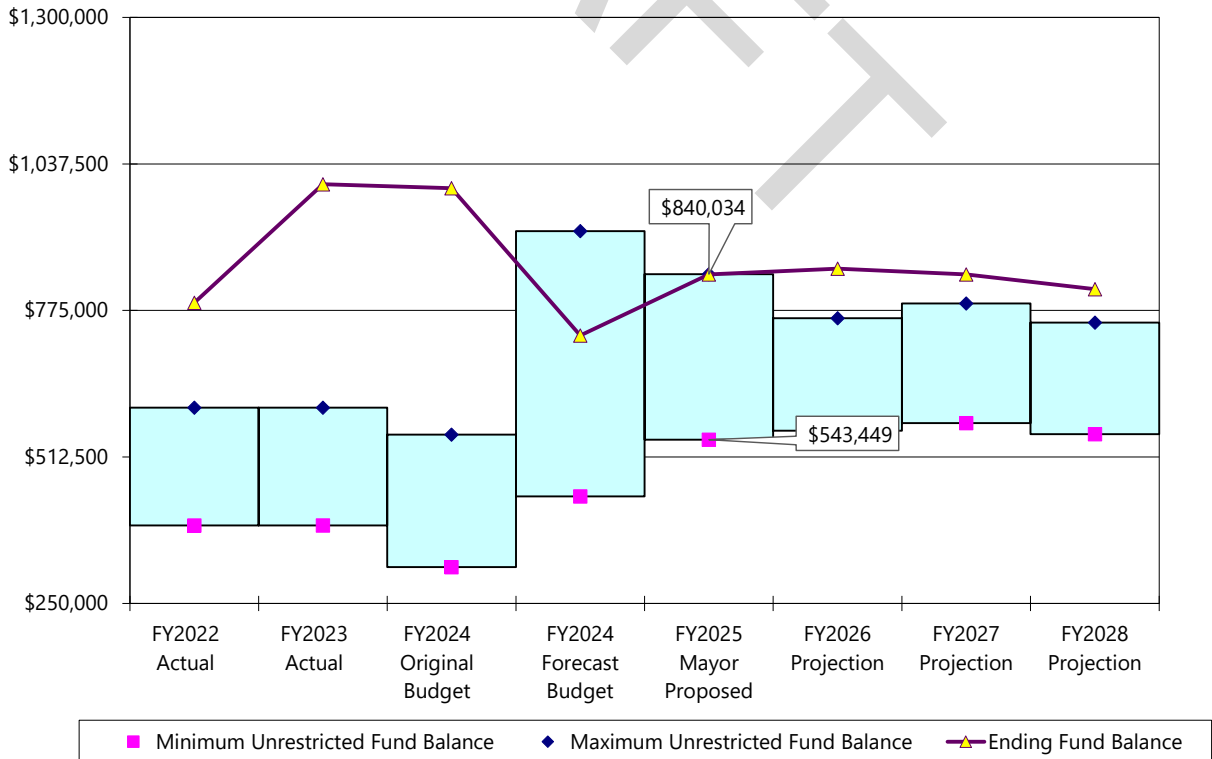 $1,300,000
$1,037,500
$840,034
$775,000
$543,449
$512,500
$250,000
FY2022 Actual
FY2023 Actual
FY2024 Original Budget
FY2024 Forecast Budget
FY2025 Mayor Proposed
FY2026 Projection
FY2027 Projection
FY2028 Projection
Minimum Unrestricted Fund Balance
Maximum Unrestricted Fund Balance
Ending Fund Balance